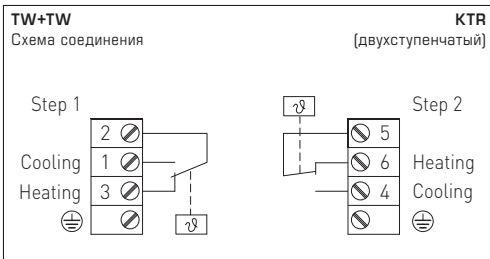 TW+TW KTR
Схема соединения (двухступенчатый)
Step 1 ϑ Step 2
2 5
Cooling 1 6 Heating
Heating 3 4 Cooling
ϑ